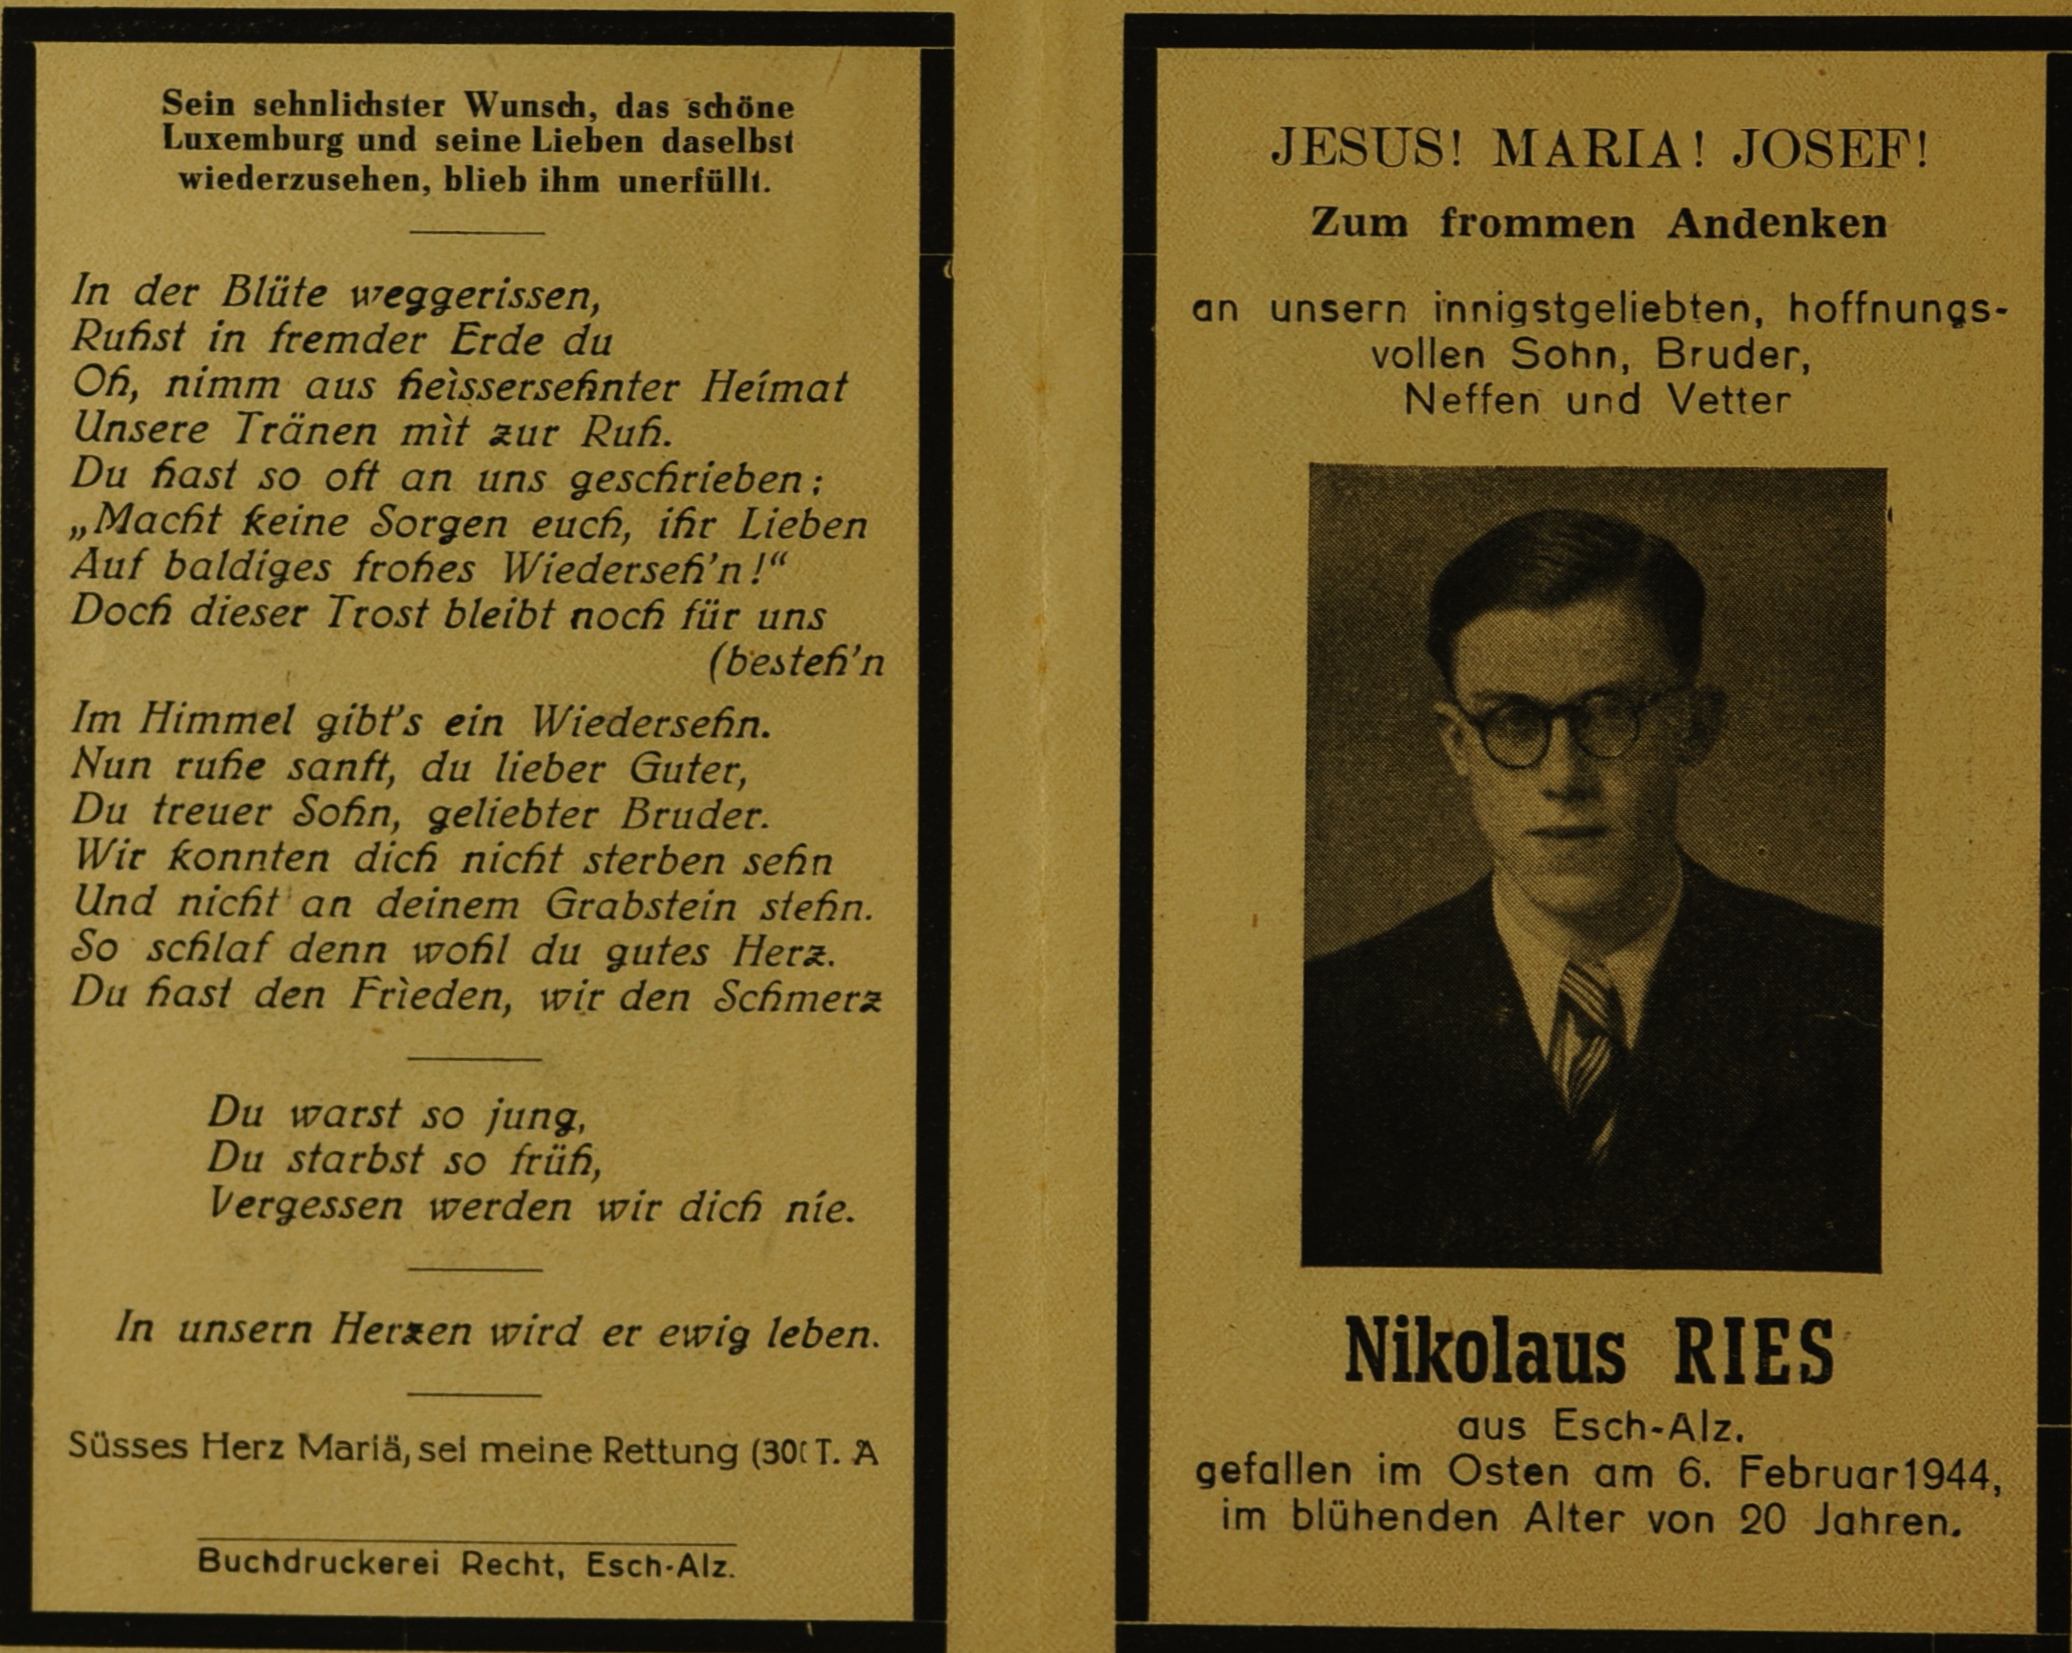 Sein sehnlichster Wunsch, das schöne
Luxemburg und seine Lieben daselbst
wiederzusehen, blieb ihm unerfüllt.
In der Blüte weggerissen,
Ruhst in fremder Erde du
Oh, nimm aus heissersehnter Heimat
Unsere Tränen mit zur Ruh.
Du hast so oft an uns geschrieben:
„Macht keine Sorgen euch, ihr Lieben
Auf baldiges frohes Wiederseh'n!“
Doch dieser Trost bleibt noch für uns
(besteh'n
Im Himmel gibt's ein Wiedersehn.
Nun ruhe sanft, du lieber Guter,
Du treuer Sohn, geliebter Bruder.
Wir konnten dich nicht sterben sehn
Und nicht an deinem Grabstein stehn.
So schlaf denn wohl du gutes Herz.
Du hast den Frieden, wir den Schmerz
Du warst so jung,
Du starbst so früh,
Vergessen werden wir dich nie.
In unsern Herzen wird er ewig leben.
Süsses Herz Mariä, sei meine Rettung (300 T. A
Buchdruckerei Recht, Esch-Alz.
JESUS! MARIA! JOSEF!
Zum frommen Andenken
an unsern innigstgeliebten, hoffnungs-
vollen Sohn, Bruder,
Neffen und Vetter
Nikolaus RIES
aus Esch-Alz.
gefallen im Osten am 6. Februar 1944,
im blühenden Alter von 20 Jahren.